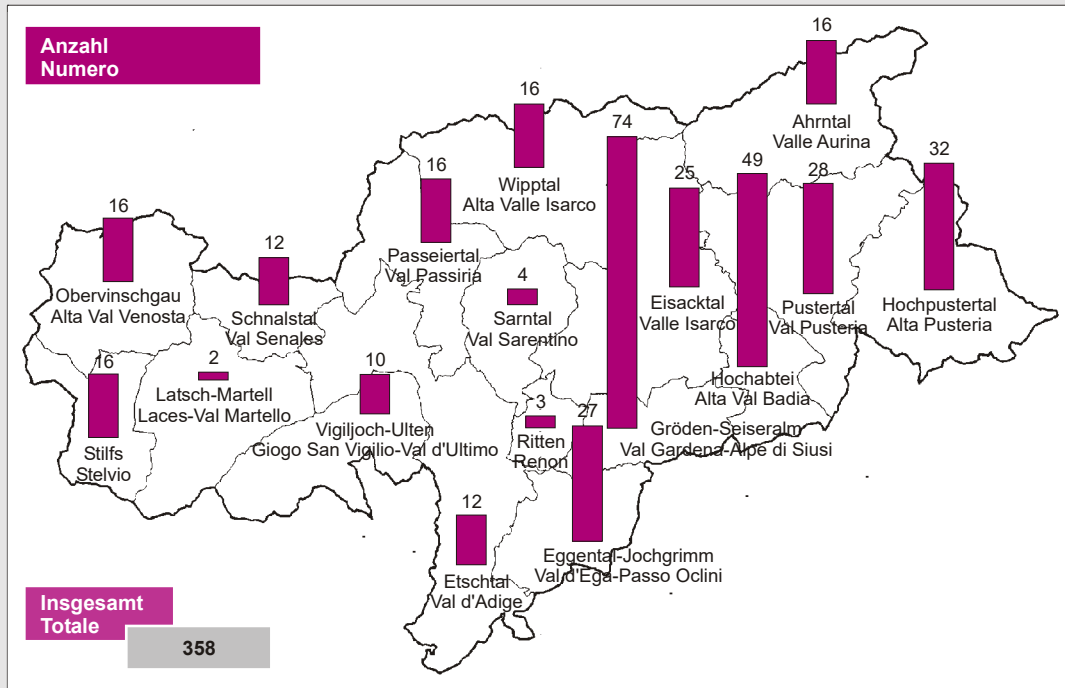 Anzahl
Numero
16
Ahrntal
Valle Aurina
16
Wipptal
Alta Valle Isarco
74
16
Passeiertal
Val Passiria
25
Eisacktal
Valle Isarco
49
Hochabtei
Alta Val Badia
28
Pustertal
Val Pusteria
32
Hochpustertal
Alta Pusteria
16
Obervinschgau
Alta Val Venosta
12
Schnalstal
Val Senales
4
Sarntal
Val Sarentino
16
Stilfs
Stelvio
2
Latsch-Martell
Laces-Val Martello
10
Vigiljoch-Ulten
Giogo San Vigilio-Val d'Ultimo
3
Ritten
Renon
27
Gröden-Seiseralm
Val Gardena-Alpe di Siusi
12
Etschtal
Val d'Adige
Eggental-Jochgrimm
Val d'Ega-Passo Oclini
Insgesamt
Totale
358